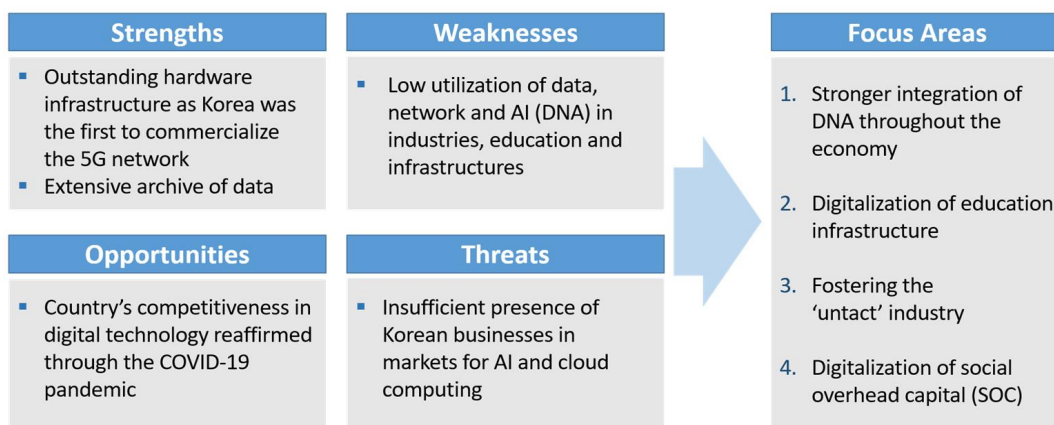 Strengths
▪ Outstanding hardware
infrastructure as Korea was
the first to commercialize
the 5G network
▪ Extensive archive of data
Weaknesses
▪ Low utilization of data,
network and AI (DNA) in
industries, education and
infrastructures
Opportunities
▪ Country’s competitiveness in
digital technology reaffirmed
through the COVID-19
pandemic
Threats
▪ Insufficient presence of
Korean businesses in
markets for AI and cloud
computing
Focus Areas
1. Stronger integration of
DNA throughout the
economy
2. Digitalization of education
infrastructure
3. Fostering the
‘untact’ industry
4. Digitalization of social
overhead capital (SOC)